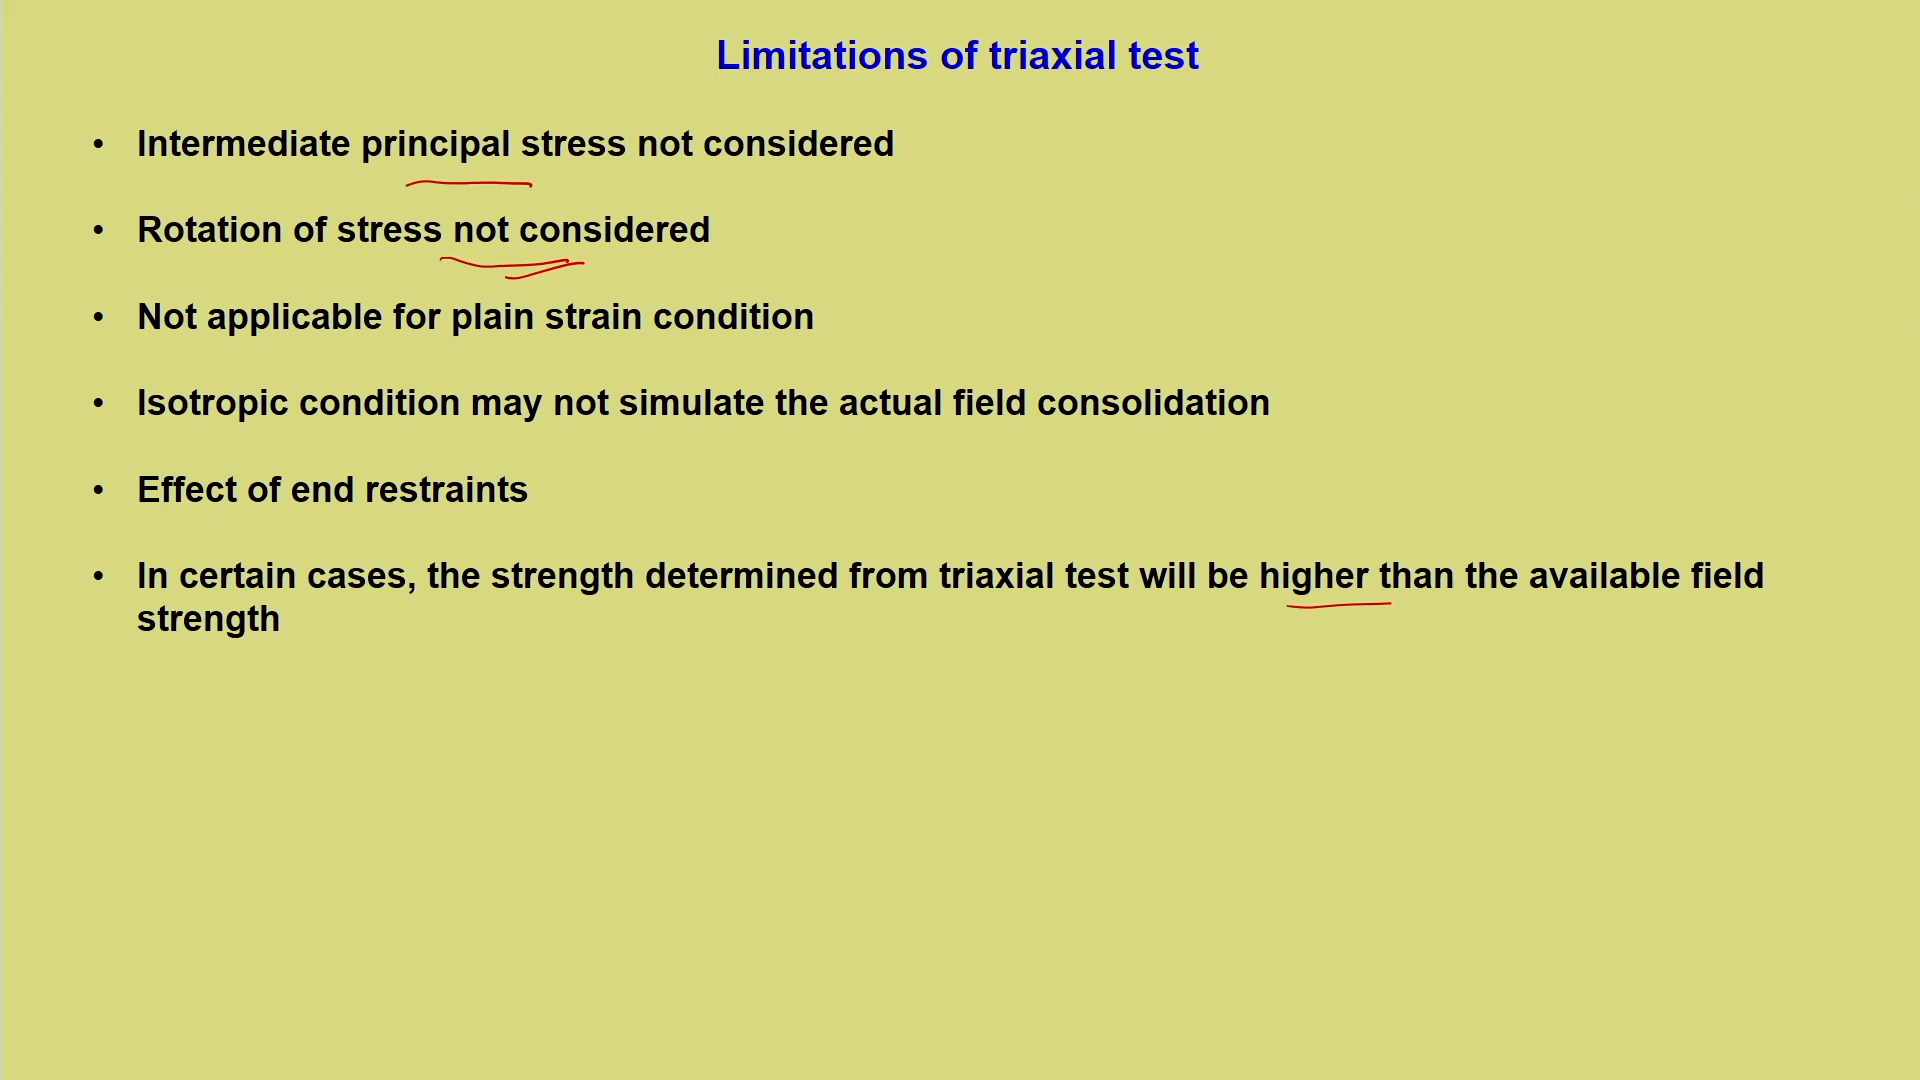 Limitations of triaxial test
• Intermediate principal stress not considered
• Rotation of stress not considered
• Not applicable for plain strain condition
• Isotropic condition may not simulate the actual field consolidation
• Effect of end restraints
• In certain cases, the strength determined from triaxial test will be higher than the available field
strength